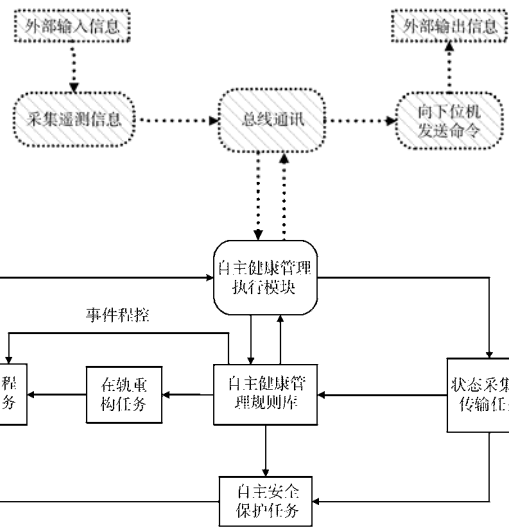 外部输入信息
外部输出信息
采集遥测信息
总线通讯
向下位机
发送命令
自主健康管理
执行模块
事件程控
程
务
在轨重
构任务
自主健康管
理规则库
状态采集
传输任
自主安全
保护任务